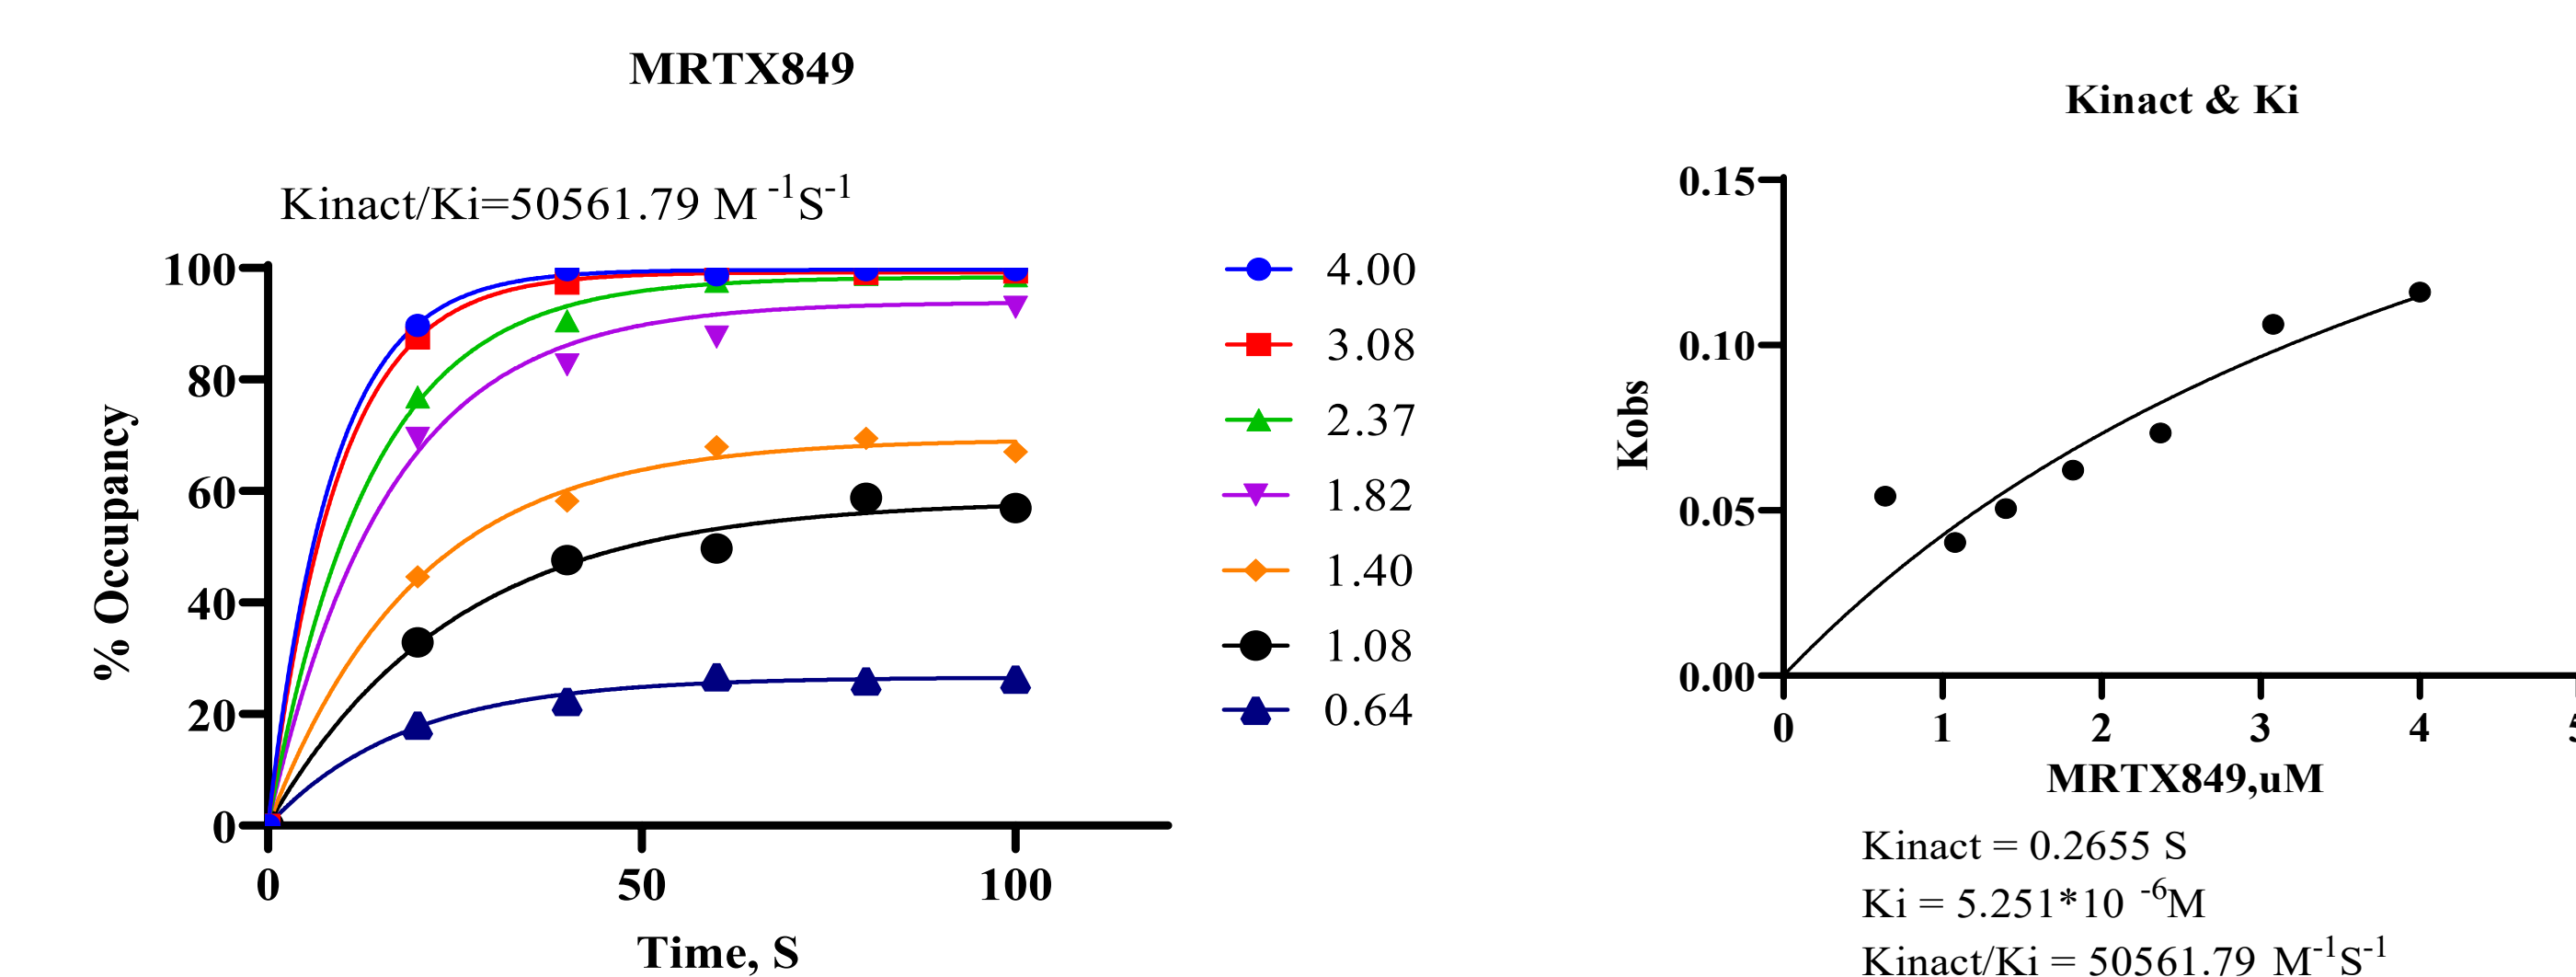 MRTX849
Kinact/Ki=50561.79 M -1S-1
100
80
60
40
20
0
% Occupancy
0 50 100
Time, S
4.00
3.08
2.37
1.82
1.40
1.08
0.64
Kinact & Ki
0.15
0.10
0.05
0.00
Kobs
0 1 2 3 4
MRTX849,uM
Kinact = 0.2655 S
Ki = 5.251*10 -6M
Kinact/Ki = 50561.79 M-1S-1